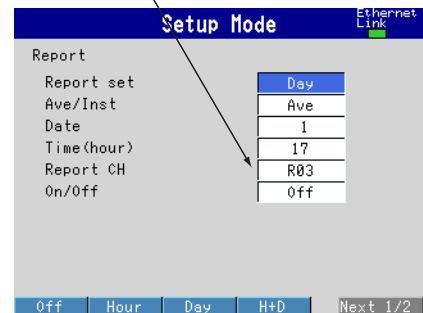 Setup Mode
Ethernet
Link
Report
Report set Day
Ave/Inst Ave
Date 1
Time(hour) 17
Report CH R03
On/Off Off
Off Hour Day H+D Next 1/2